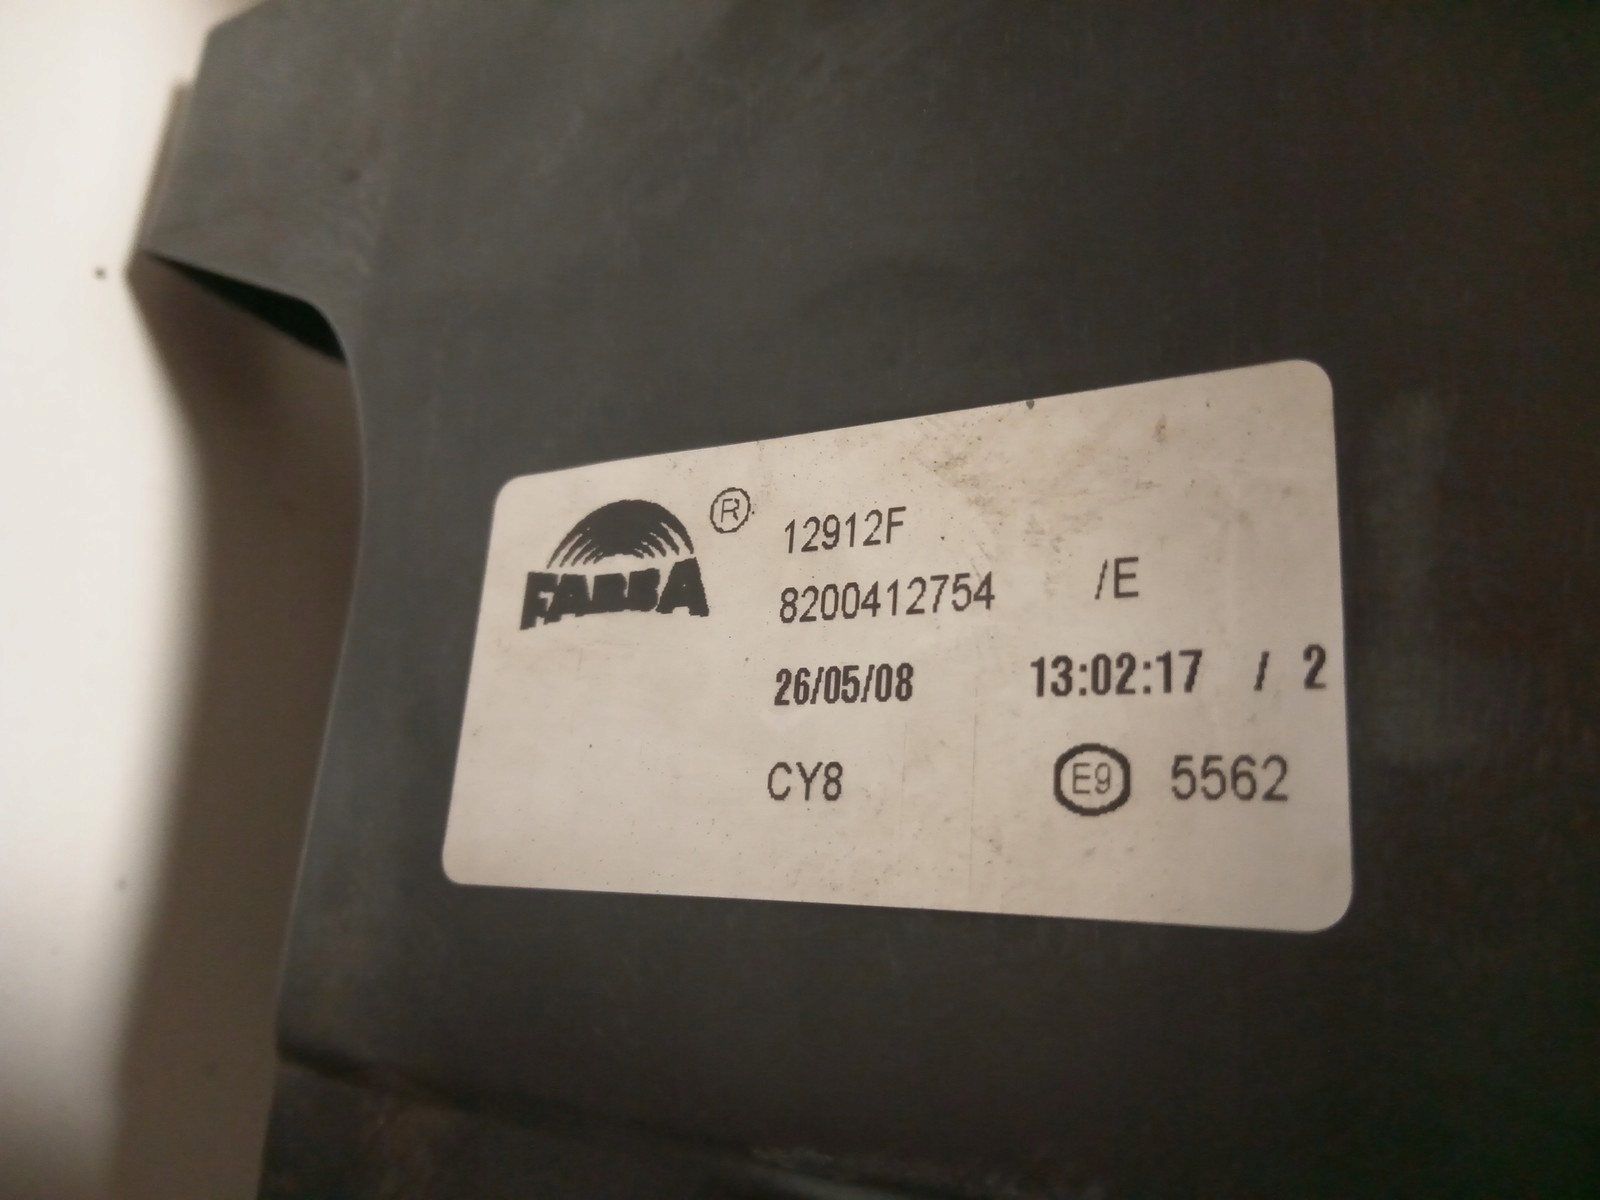 FARBA ®
12912F
8200412754 /E
26/05/08 13:02:17 / 2
CY8 E9 5562